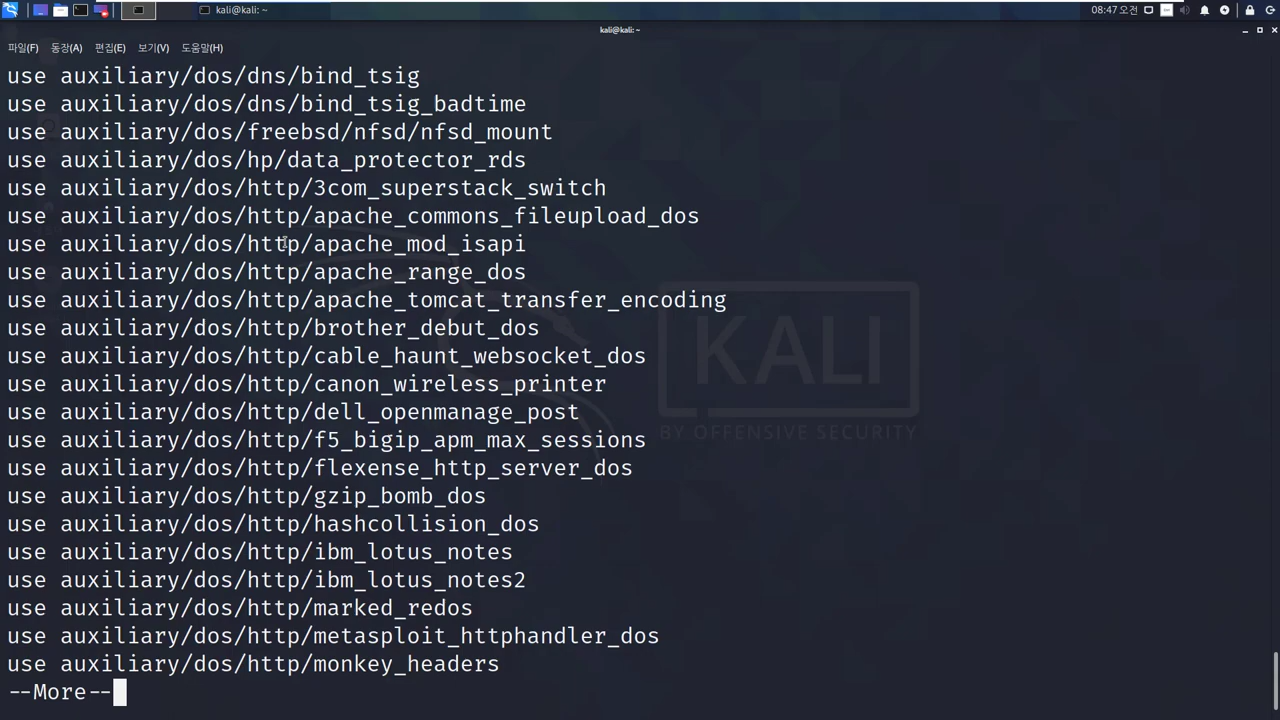 kali@kali: ~
08:47 오전
kali@kali: ~
파일(F) 동장(A) 편집(E) 보기(V) 도움말(H)
use auxiliary/dos/dns/bind_tsig
use auxiliary/dos/dns/bind_tsig_badtime
use auxiliary/dos/freebsd/nfsd/nfsd_mount
use auxiliary/dos/hp/data_protector_rds
use auxiliary/dos/http/3com_superstack_switch
use auxiliary/dos/http/apache_commons_fileupload_dos
use auxiliary/dos/http/apache_mod_isapi
use auxiliary/dos/http/apache_range_dos
use auxiliary/dos/http/apache_tomcat_transfer_encoding
use auxiliary/dos/http/brother_debut_dos
use auxiliary/dos/http/cable_haunt_websocket_dos
use auxiliary/dos/http/canon_wireless_printer
use auxiliary/dos/http/dell_openmanage_post
use auxiliary/dos/http/f5_bigip_apm_max_sessions
use auxiliary/dos/http/flexense_http_server_dos
use auxiliary/dos/http/gzip_bomb_dos
use auxiliary/dos/http/hashcollision_dos
use auxiliary/dos/http/ibm_lotus_notes
use auxiliary/dos/http/ibm_lotus_notes2
use auxiliary/dos/http/marked_redos
use auxiliary/dos/http/metasploit_httphandler_dos
use auxiliary/dos/http/monkey_headers
--More--
KALI
BY OFFENSIVE SECURITY